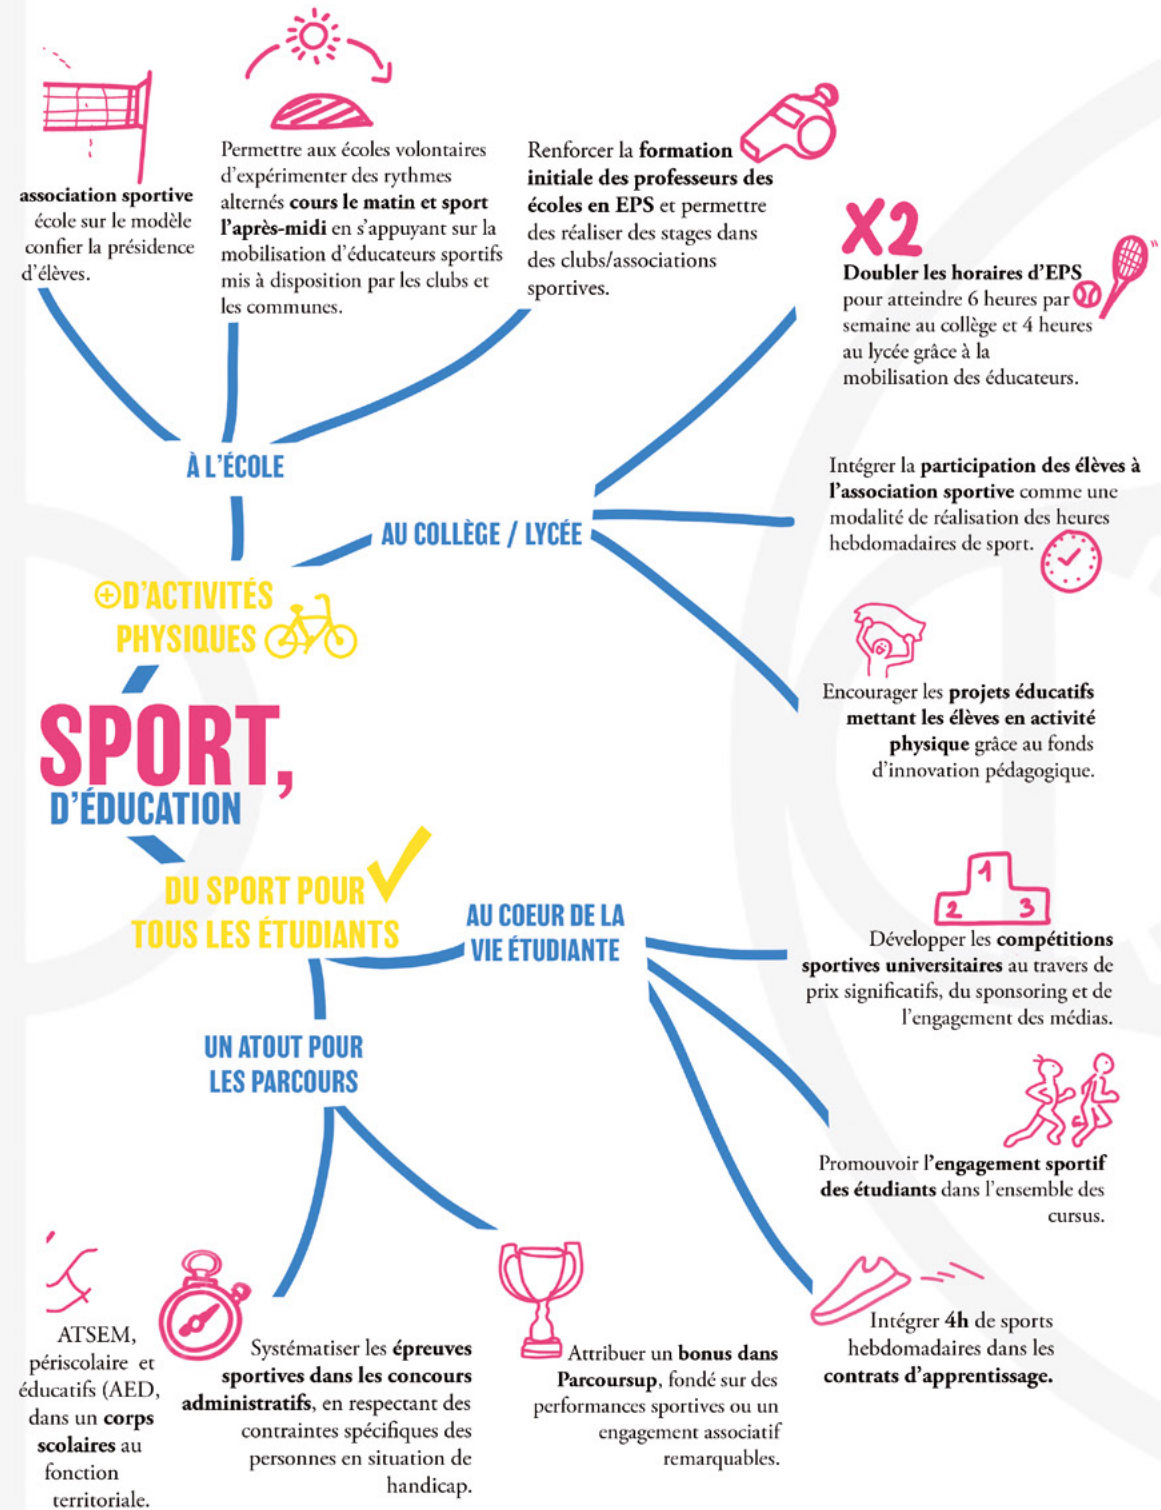 association sportive
école sur le modèle
confier la présidence
d'élèves.
Permettre aux écoles volontaires
d'expérimenter des rythmes
alternés cours le matin et sport
l'après-midi en s'appuyant sur la
mobilisation d'éducateurs sportifs
mis à disposition par les clubs et
les communes.
Renforcer la formation
initiale des professeurs des
écoles en EPS et permettre
des réaliser des stages dans
des clubs/associations
sportives.
X2
Doubler les horaires d'EPS
pour atteindre 6 heures par
semaine au collège et 4 heures
au lycée grâce à la
mobilisation des éducateurs.
À L'ÉCOLE
AU COLLÈGE / LYCÉE
Intégrer la participation des élèves à
l'association sportive comme une
modalité de réalisation des heures
hebdomadaires de sport.
+D'ACTIVITÉS
PHYSIQUES
Encourager les projets éducatifs
mettant les élèves en activité
physique grâce au fonds
d'innovation pédagogique.
SPORT,
D'ÉDUCATION
DU SPORT POUR
TOUS LES ÉTUDIANTS
AU COEUR DE LA
VIE ÉTUDIANTE
1
2 3
Développer les compétitions
sportives universitaires au travers de
prix significatifs, du sponsoring et de
l'engagement des médias.
UN ATOUT POUR
LES PARCOURS
Promouvoir l'engagement sportif
des étudiants dans l'ensemble des
cursus.
Intégrer 4h de sports
hebdomadaires dans les
contrats d'apprentissage.
ATSEM,
périscolaire et
éducatifs (AED,
dans un corps
scolaires au
fonction
territoriale.
Systématiser les épreuves
sportives dans les concours
administratifs, en respectant des
contraintes spécifiques des
personnes en situation de
handicap.
Attribuer un bonus dans
Parcoursup, fondé sur des
performances sportives ou un
engagement associatif
remarquables.